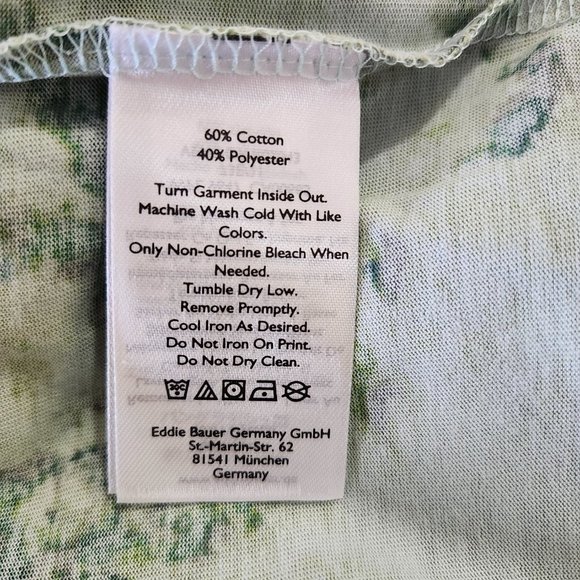 60% Cotton
40% Polyester
Turn Garment Inside Out.
Machine Wash Cold With Like
Colors.
Only Non-Chlorine Bleach When
Needed.
Tumble Dry Low.
Remove Promptly.
Cool Iron As Desired.
Do Not Iron On Print.
Do Not Dry Clean.
30C
Eddie Bauer Germany GmbH
St.-Martin-Str. 62
81541 München
Germany